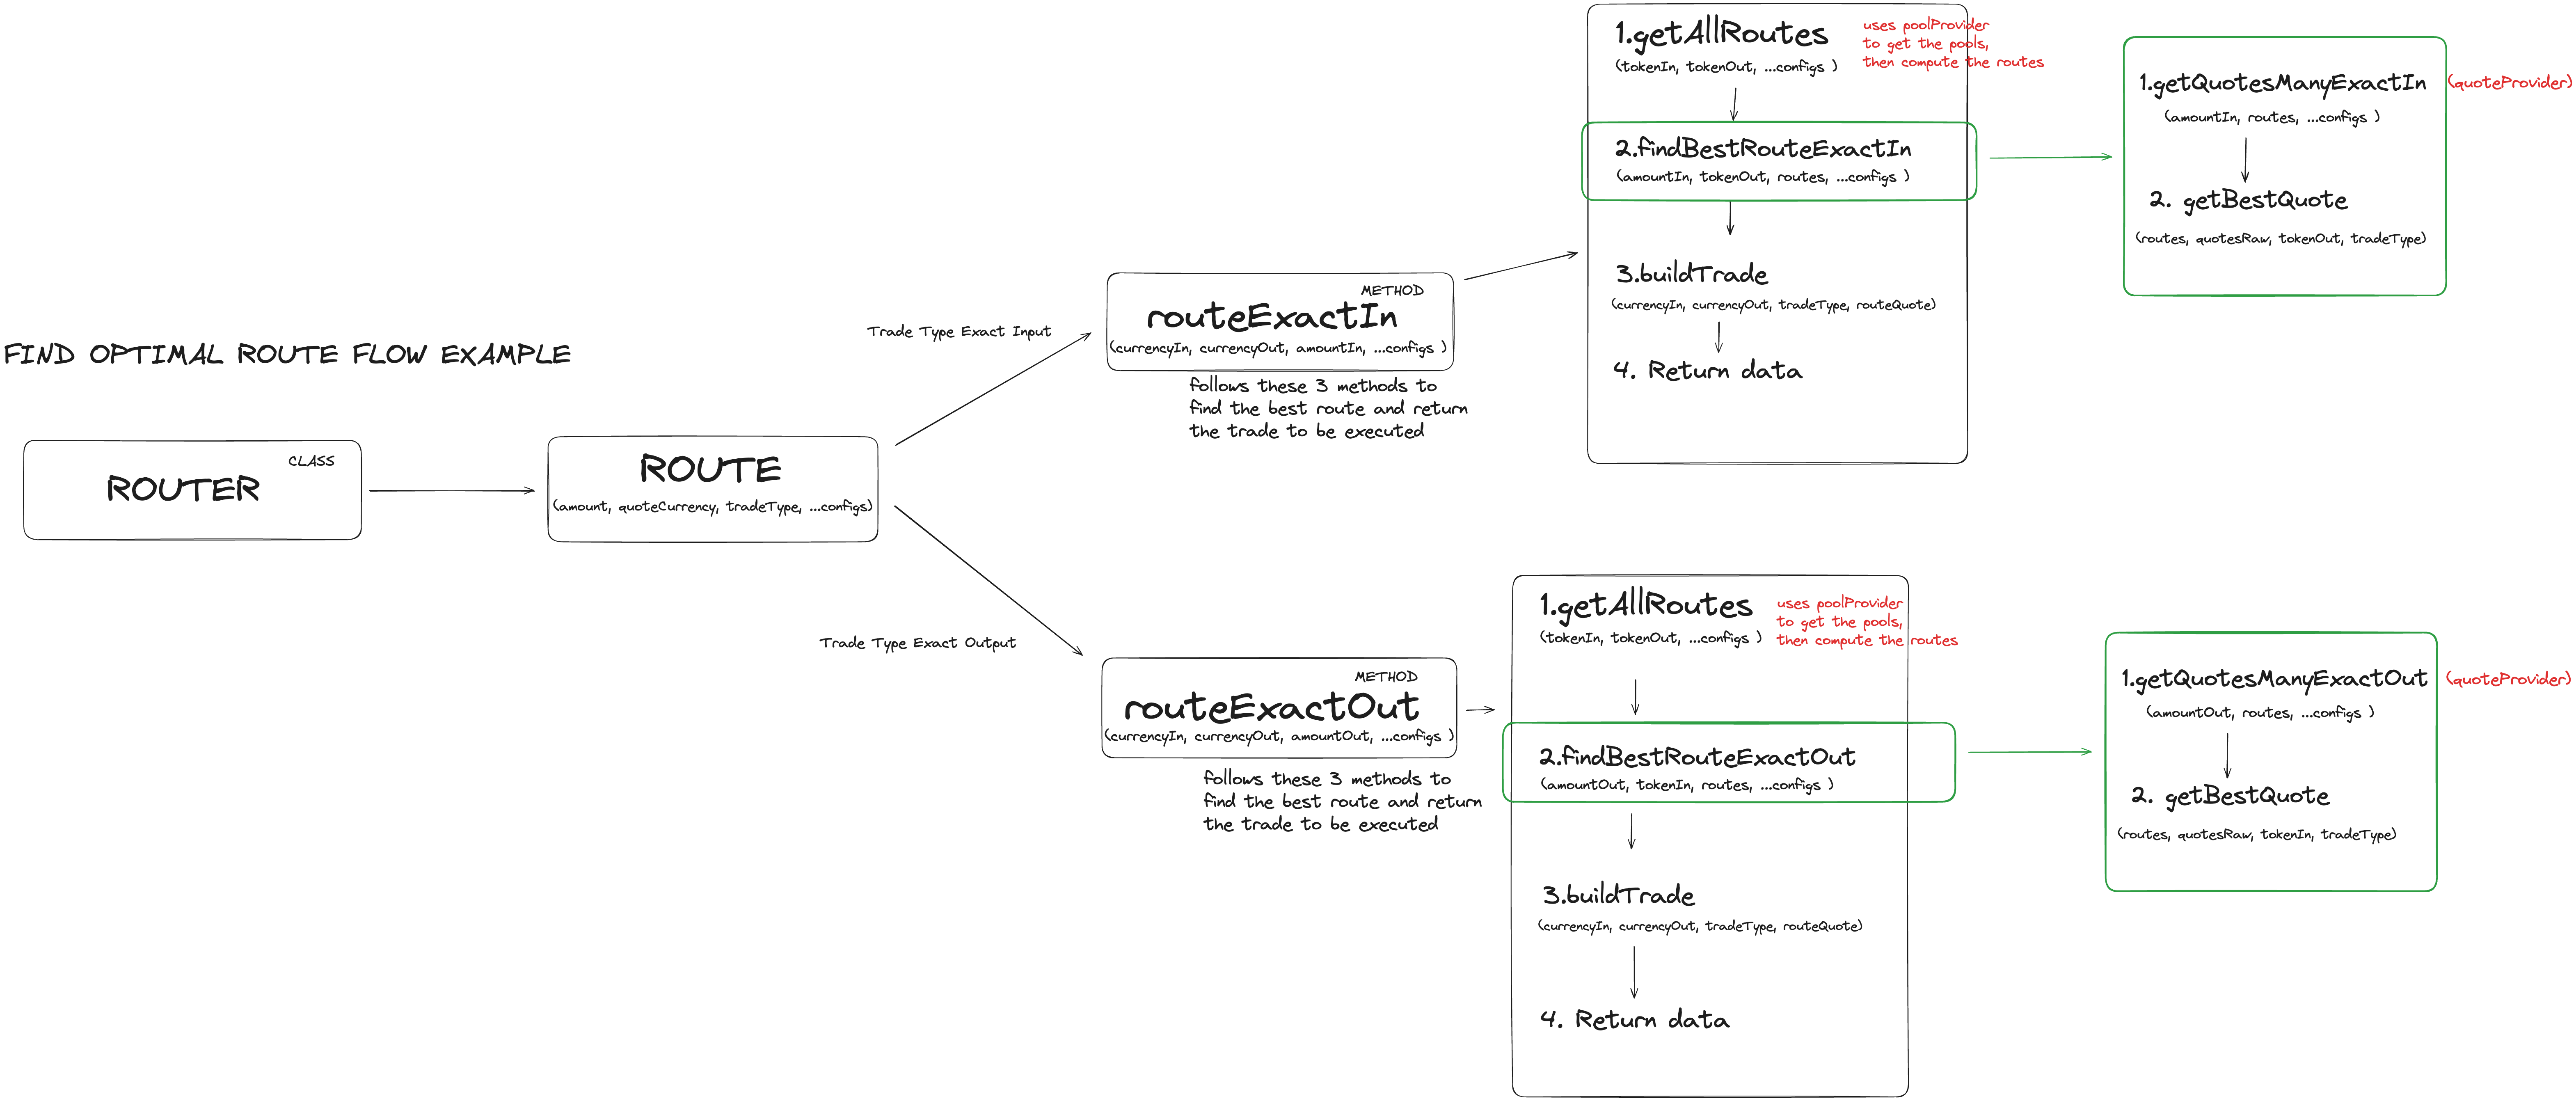 FIND OPTIMAL ROUTE FLOW EXAMPLE
CLASS
ROUTER
ROUTE
(amount, quoteCurrency, tradeType, ...configs)
Trade Type Exact Input
METHOD
routeExactIn
(currencyIn, currencyOut, amountIn, ...configs )
follows these 3 methods to
find the best route and return
the trade to be executed
1.getAllRoutes
(tokenIn, tokenOut, ...configs )
uses poolProvider
to get the pools,
then compute the routes
2.findBestRouteExactIn
(amountIn, tokenOut, routes, ...configs )
3.buildTrade
(currencyIn, currencyOut, tradeType, routeQuote)
4. Return data
1.getQuotesManyExactIn
(quoteProvider)
(amountIn, routes, ...configs )
2. getBestQuote
(routes, quotesRaw, tokenOut, tradeType)
Trade Type Exact Output
METHOD
routeExactOut
(currencyIn, currencyOut, amountOut, ...configs )
follows these 3 methods to
find the best route and return
the trade to be executed
1.getAllRoutes
(tokenIn, tokenOut, ...configs )
uses poolProvider
to get the pools,
then compute the routes
2.findBestRouteExactOut
(amountOut, tokenIn, routes, ...configs )
3.buildTrade
(currencyIn, currencyOut, tradeType, routeQuote)
4. Return data
1.getQuotesManyExactOut
(quoteProvider)
(amountOut, routes, ...configs )
2. getBestQuote
(routes, quotesRaw, tokenIn, tradeType)